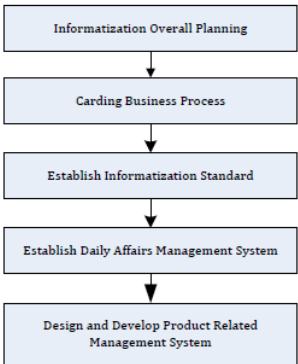 Informatization Overall Planning
Carding Business Process
Establish Informatization Standard
Establish Daily Affairs Management System
Design and Develop Product Related
Management System